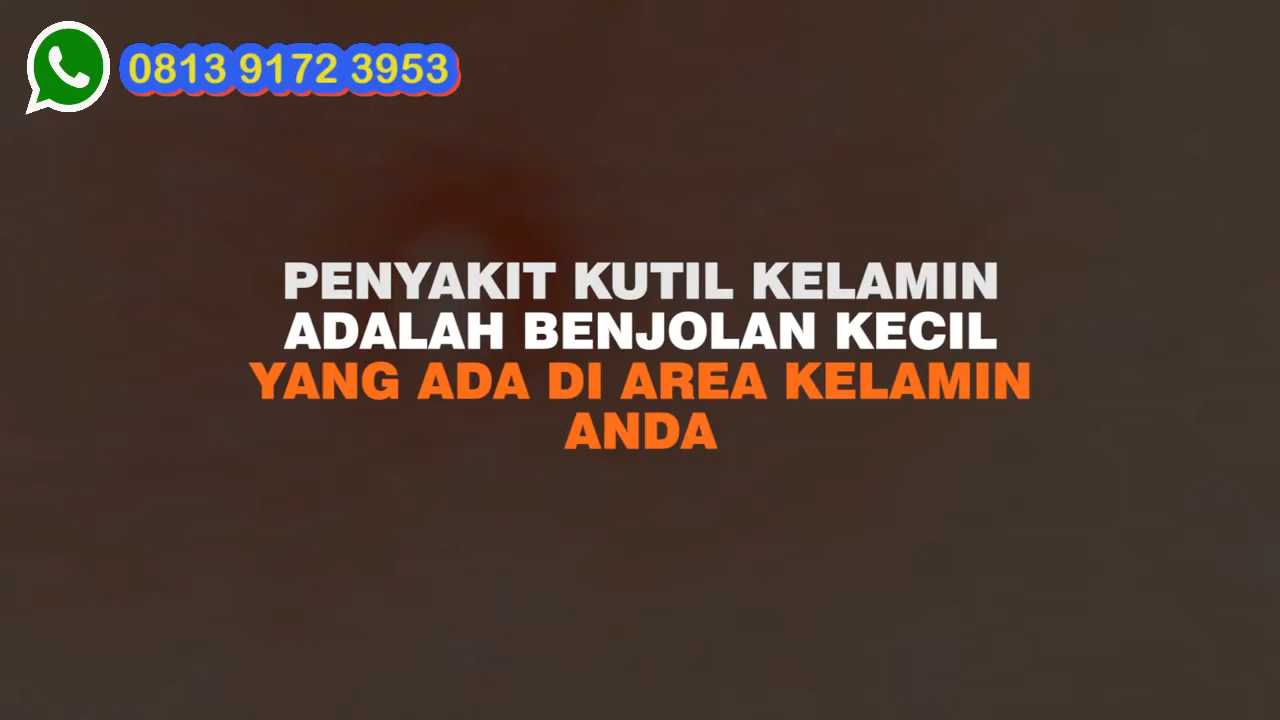 0813 9172 3953
PENYAKIT KUTIL KELAMIN
ADALAH BENJOLAN KECIL
YANG ADA DI AREA KELAMIN
ANDA